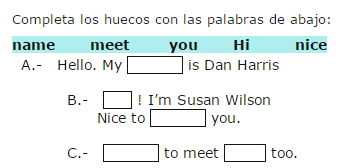 Completa los huecos con las palabras de abajo:
name meet you Hi nice
A.- Hello. My is Dan Harris
B.- ! I'm Susan Wilson
Nice to you.
C.- to meet too.